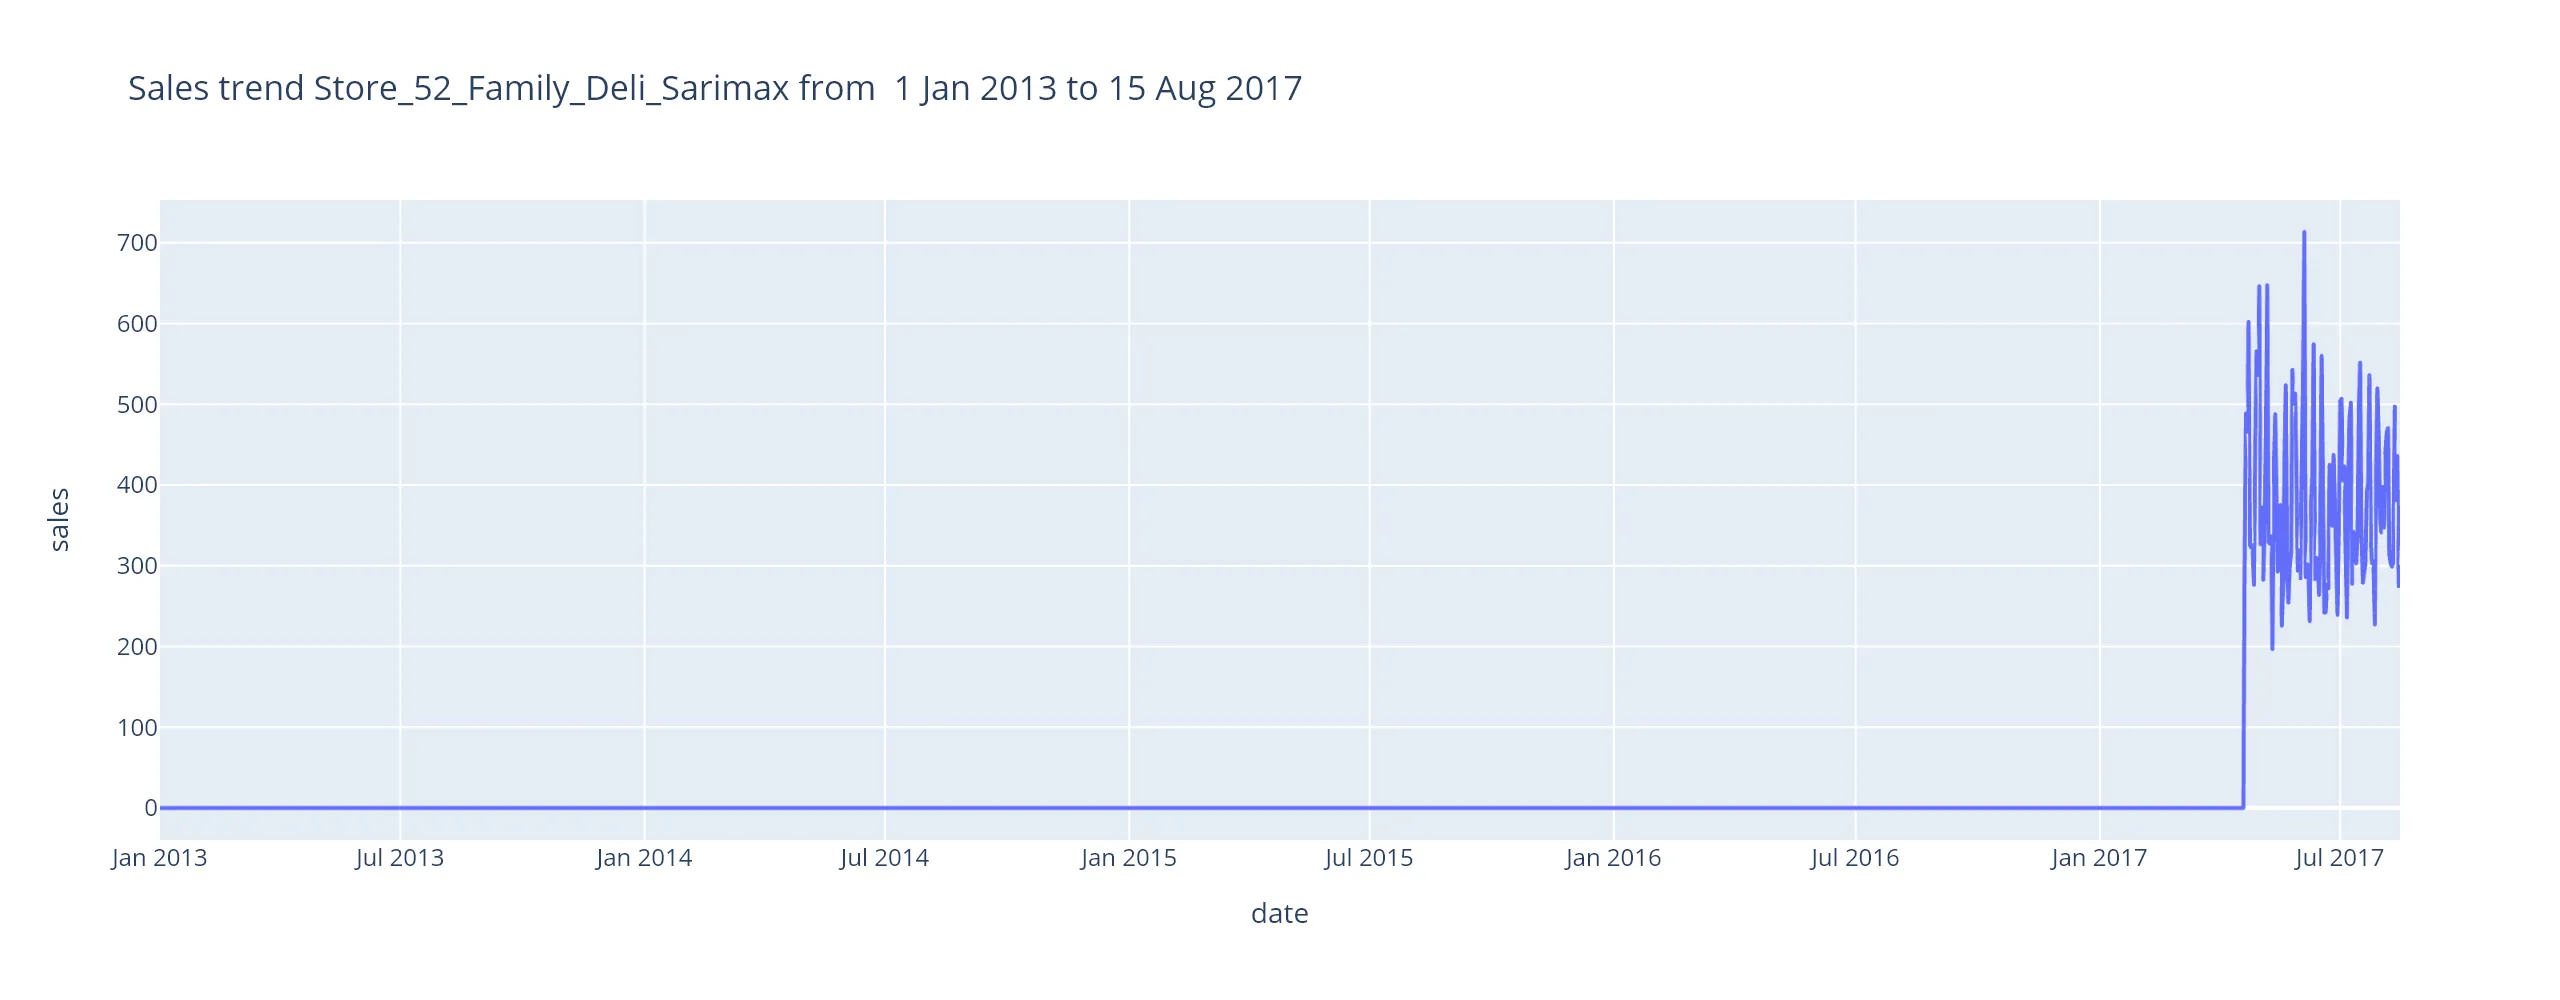 Sales trend Store_52_Family_Deli_Sarimax from  1 Jan 2013 to 15 Aug 2017
700
600
500
400
300
200
100
0
sales
Jan 2013 Jul 2013 Jan 2014 Jul 2014 Jan 2015 Jul 2015 Jan 2016 Jul 2016 Jan 2017 Jul 2017
date